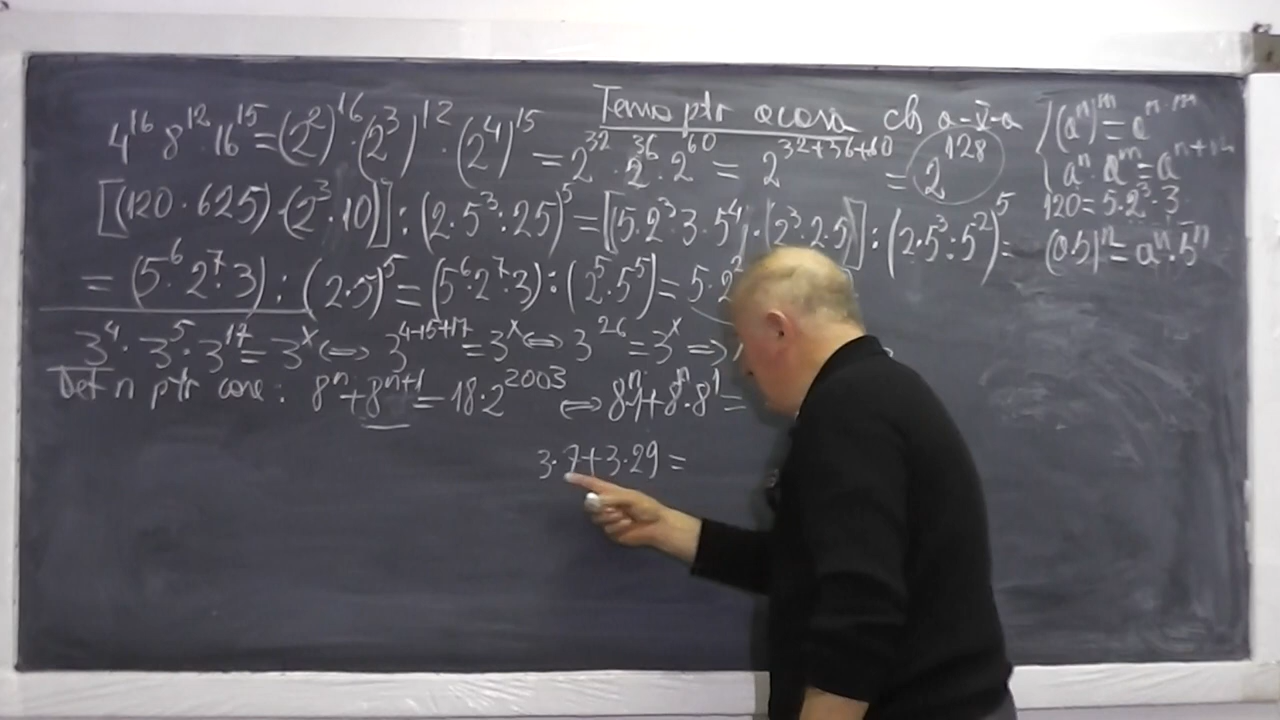 Tema ptr acasa cls a-V-a
4^16 8^12 · 16^15 = (2^2)^16 · (2^3)^12 · (2^4)^15 = 2^32 · 2^36 · 2^60 = 2^32+36+60 = 2^128
[(120 · 625) · (2^3 · 10)] : (2 · 5^3 : 25)^5 = [(5 · 2^3 · 3 · 5^4) · (2^3 · 2 · 5)] : (2 · 5^3 : 5^2)^5 =
= (5^6 · 2^7 · 3) : (2 · 5)^5 = (5^6 · 2^7 · 3) : (2^5 · 5^5) = 5 · 2^2
3^4 · 3^5 · 3^17 = 3^x ⇔ 3^4+5+17 = 3^x ⇔ 3^26 = 3^x ⇒
Det n ptr care : 8^n + 8^n+1 = 18 · 2^2003 ⇔ 8^n · 1 + 8^n · 8^1 =
3 · 7 + 3 · 29 =
(a^n)^m = a^n·m
a^n · a^m = a^n+m
120 = 5 · 2^3 · 3
(a·b)^n = a^n · b^n